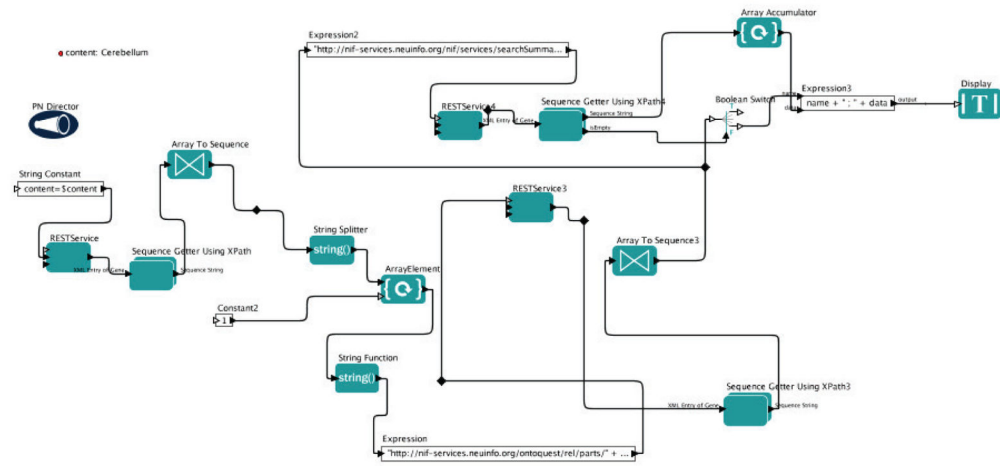 content: Cerebellum
PN Director
String Constant
content=$content
RESTService
XML Entry of Gene
Sequence Getter Using XPath
Sequence String
Array To Sequence
String Splitter
string()
Constant2
1
ArrayElement
String Function
string()
Expression
"http://nif-services.neuinfo.org/ontoquest/rel/parts/" + ...
Expression2
"http://nif-services.neuinfo.org/nif/services/searchSumma...
RESTService4
XML Entry of Gene
Sequence Getter Using XPath4
Sequence String
isEmpty
RESTService3
Array To Sequence3
XML Entry of Gene
Sequence Getter Using XPath3
Sequence String
Array Accumulator
Boolean Switch
T
F
name
data
Expression3
name + " : " + data
output
Display
T